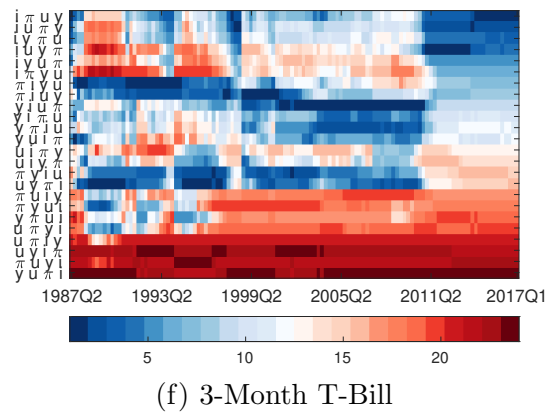 i π u y
i u π y
i y π u
i u y π
i y u π
i π y u
π i y u
π i u y
y i u π
y i π u
y π i u
y u i π
u i π y
u i y π
π y i u
u y π i
π u i y
π y u i
y π u i
u π y i
u π i y
u y i π
π u y i
y u π i
1987Q2 1993Q2 1999Q2 2005Q2 2011Q2 2017Q1
5 10 15 20
(f) 3-Month T-Bill